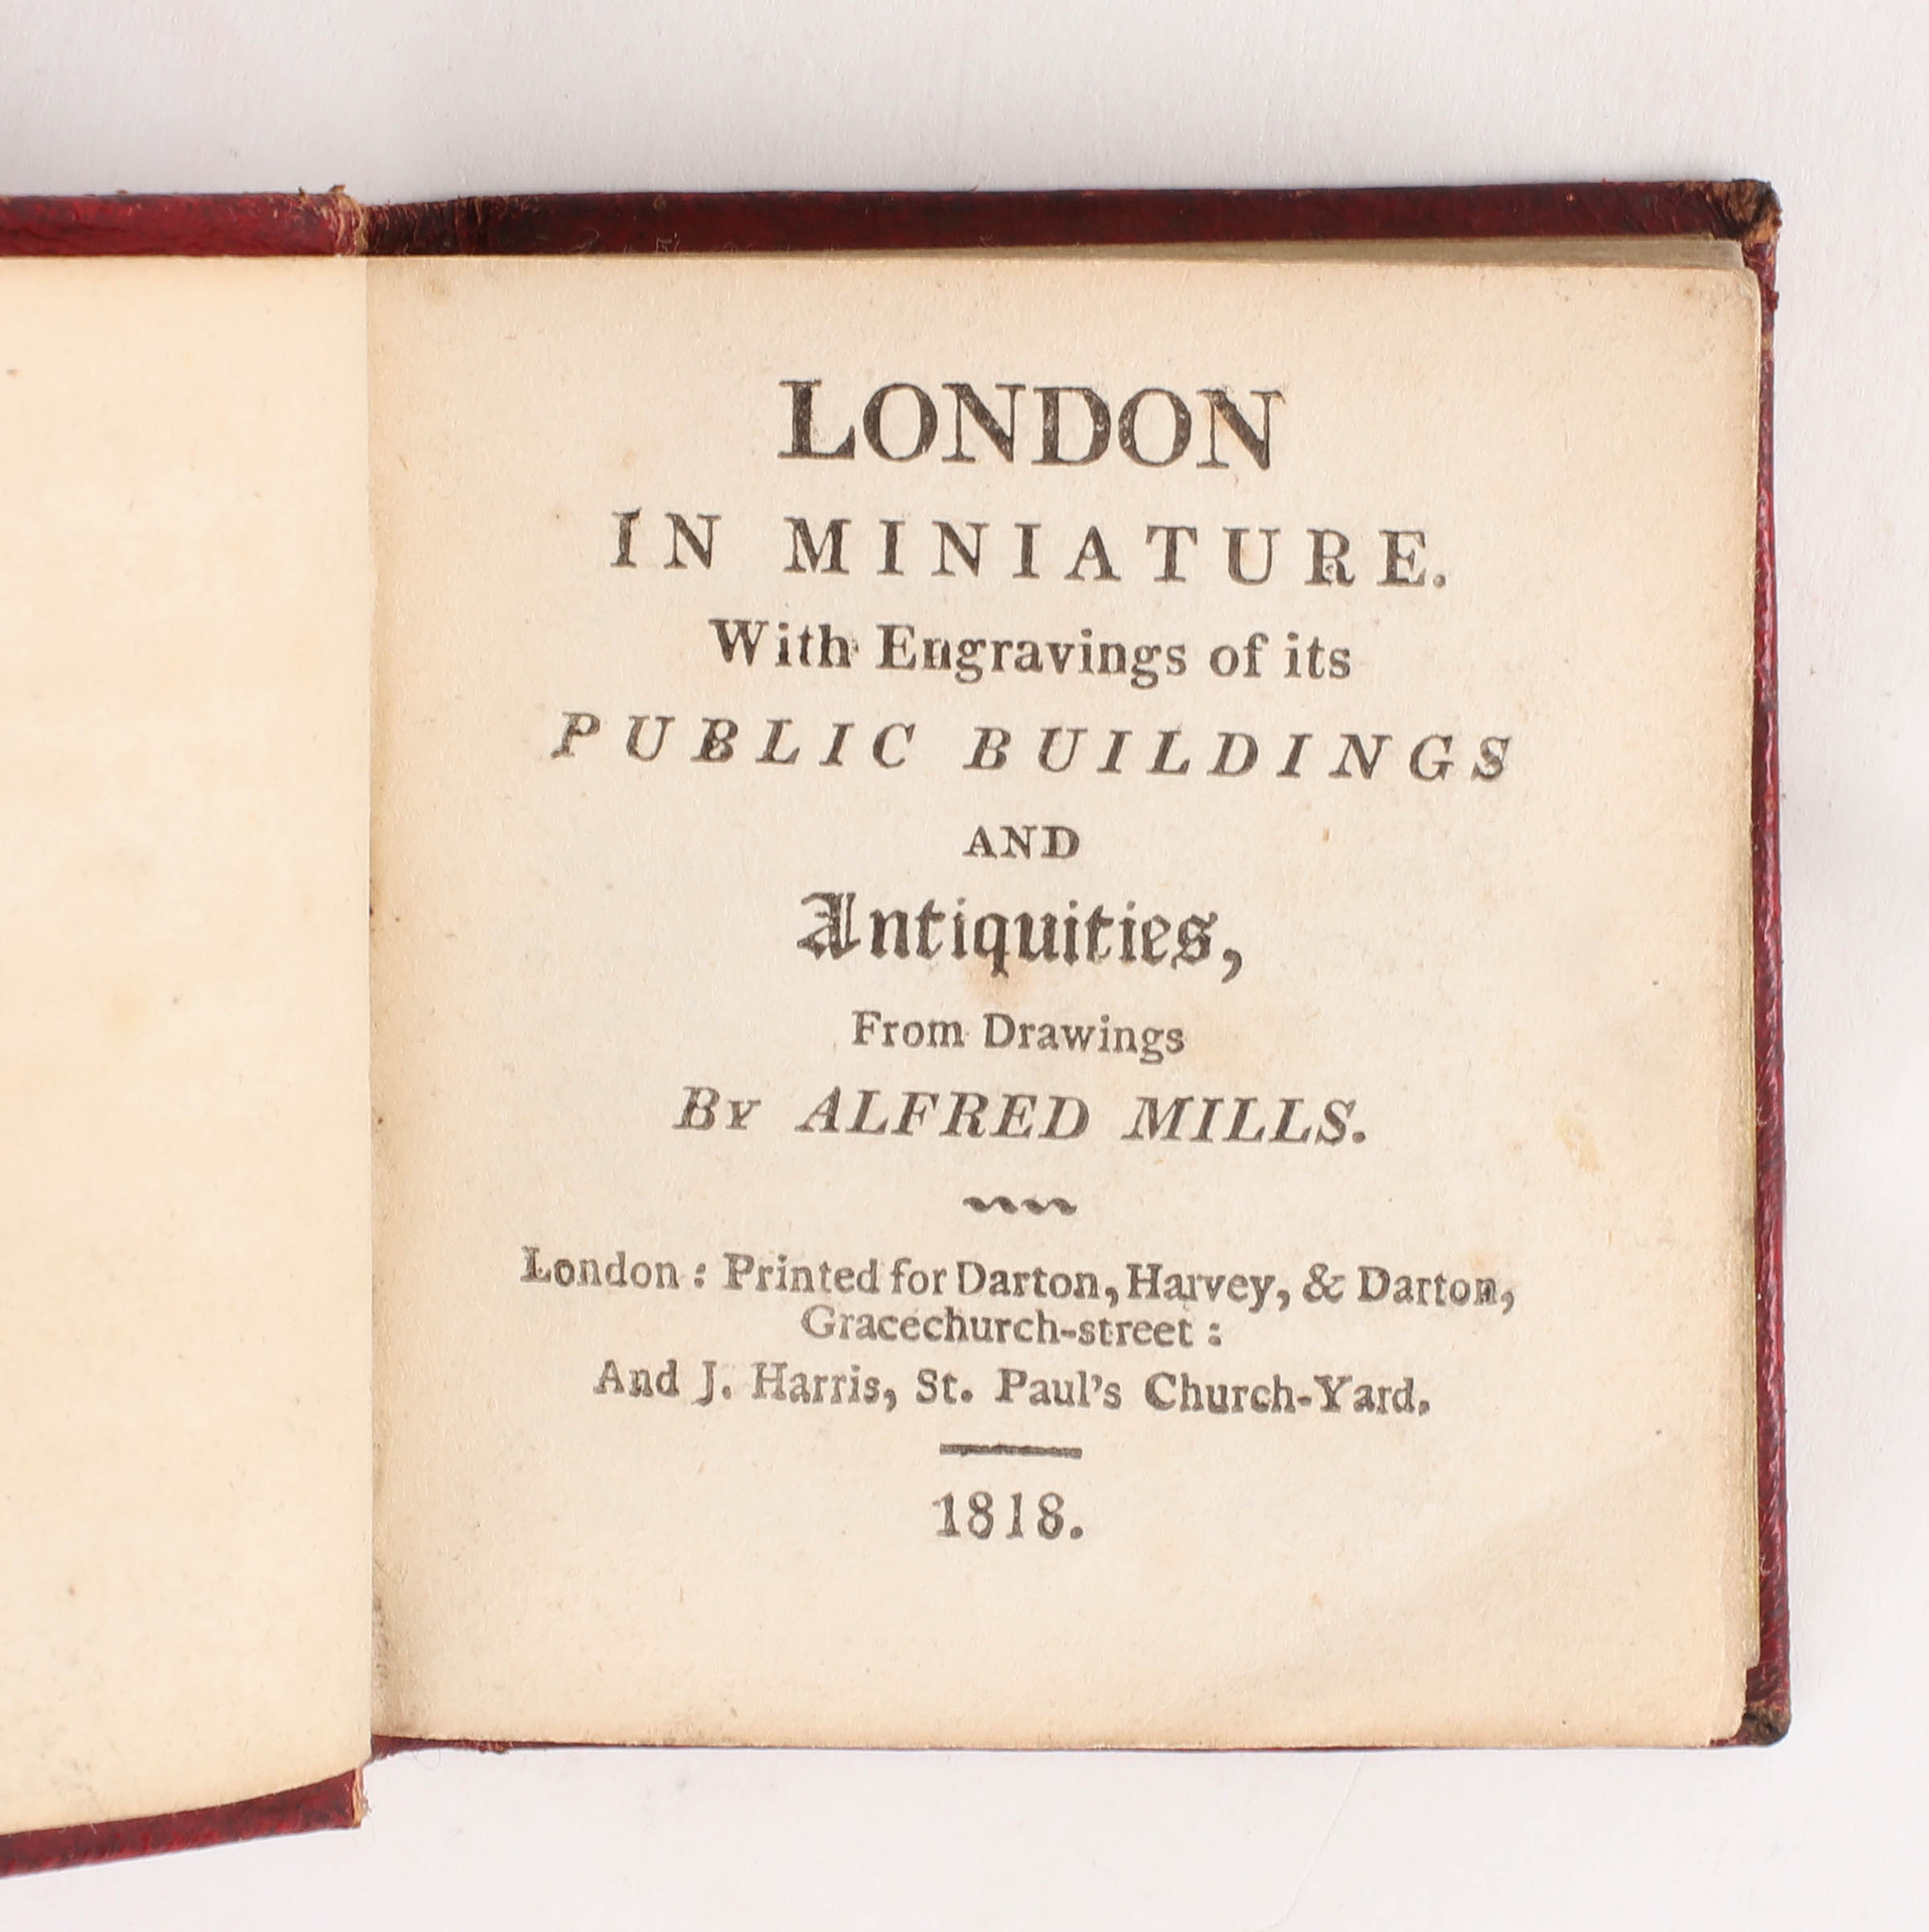 LONDON
IN MINIATURE.
With Engravings of its
PUBLIC BUILDINGS
AND
Antiquities,
From Drawings
By ALFRED MILLS.
London: Printed for Darton, Harvey, & Darton,
Gracechurch-street:
And J. Harris, St. Paul's Church-Yard.
1818.